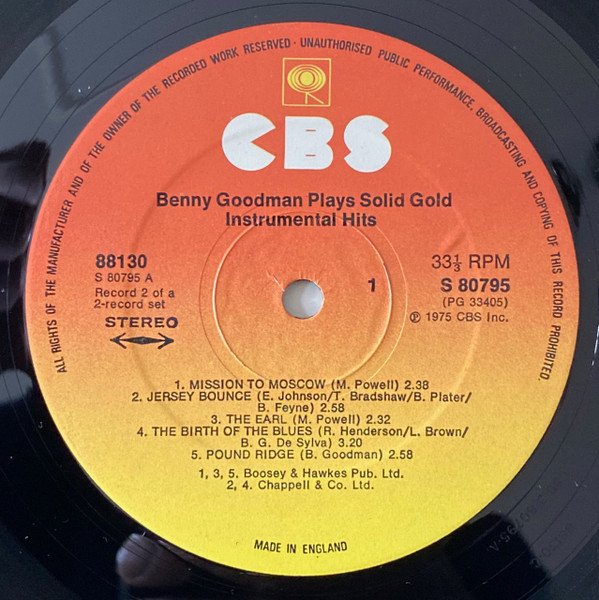 ALL RIGHTS OF THE MANUFACTURER AND OF THE OWNER OF THE RECORDED WORK RESERVED · UNAUTHORISED PUBLIC PERFORMANCE, BROADCASTING AND COPYING OF THIS RECORD PROHIBITED.
CBS
Benny Goodman Plays Solid Gold
Instrumental Hits
88130
S 80795 A
Record 2 of a
2-record set
STEREO
1
33⅓ RPM
S 80795
(PG 33405)
℗ 1975 CBS Inc.
1. MISSION TO MOSCOW (M. Powell) 2.38
2. JERSEY BOUNCE (E. Johnson/T. Bradshaw/B. Plater/
B. Feyne) 2.58
3. THE EARL (M. Powell) 2.32
4. THE BIRTH OF THE BLUES (R. Henderson/L. Brown/
B. G. De Sylva) 3.20
5. POUND RIDGE (B. Goodman) 2.58
1, 3, 5. Boosey & Hawkes Pub. Ltd.
2, 4. Chappell & Co. Ltd.
MADE IN ENGLAND